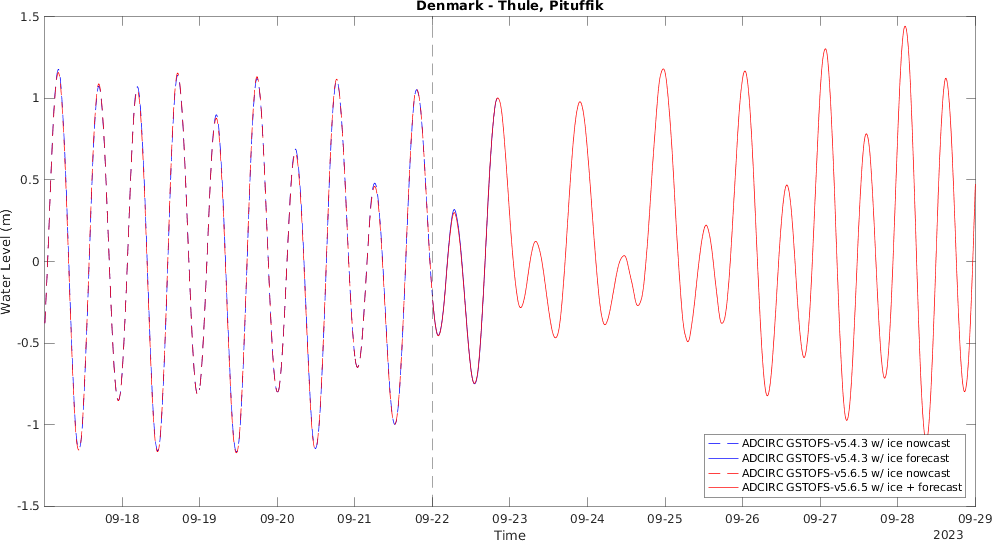 Denmark - Thule, Pituffik
1.5
1
0.5
0
-0.5
-1
-1.5
Water Level (m)
ADCIRC GSTOFS-v5.4.3 w/ ice nowcast
ADCIRC GSTOFS-v5.4.3 w/ ice forecast
ADCIRC GSTOFS-v5.6.5 w/ ice nowcast
ADCIRC GSTOFS-v5.6.5 w/ ice + forecast
09-18 09-19 09-20 09-21 09-22 09-23 09-24 09-25 09-26 09-27 09-28 09-29
Time
2023